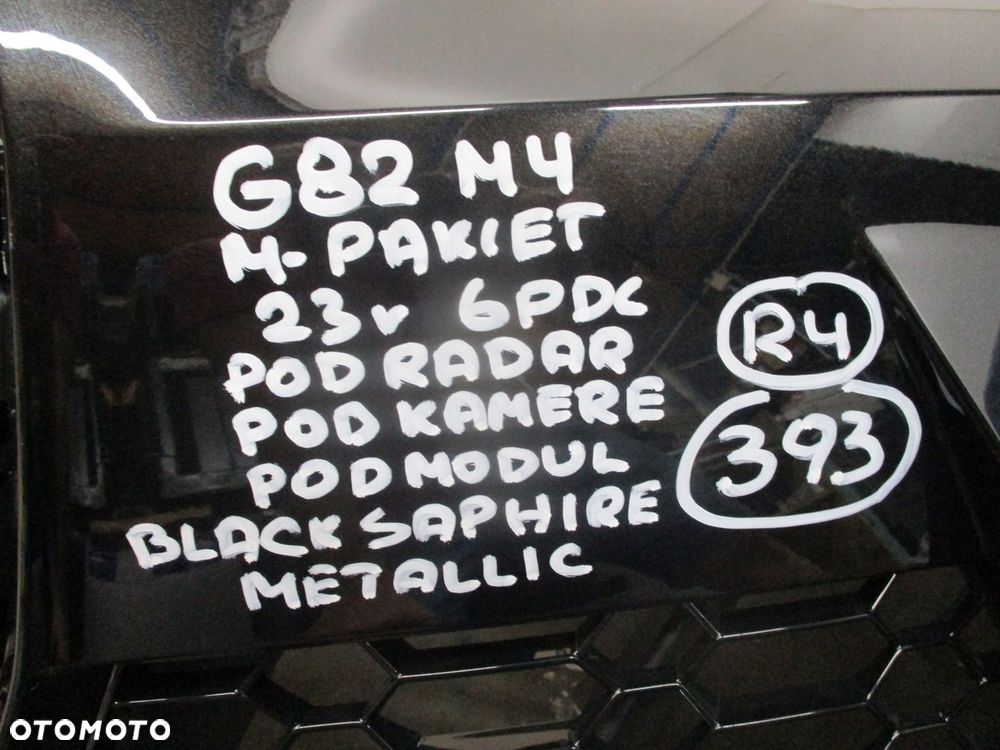 G82 M4
M-PAKIET
23r 6PDC
POD RADAR
POD KAMERE
POD MODUL
BLACK SAPHIRE
METALLIC
R4
393
OTOMOTO